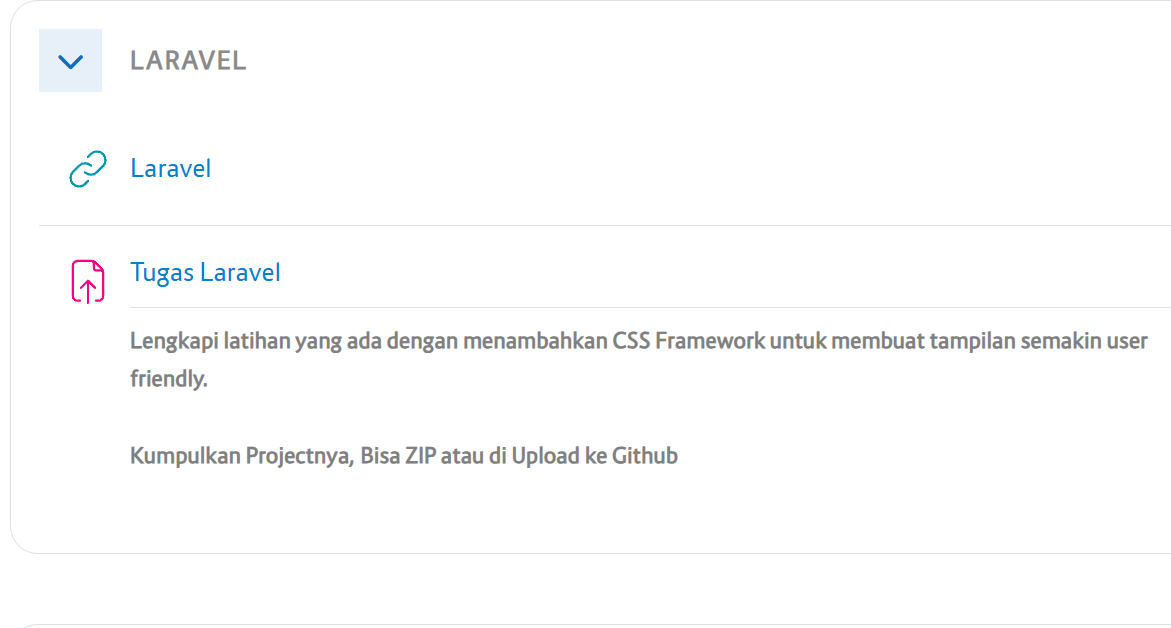 LARAVEL
Laravel
Tugas Laravel
Lengkapi latihan yang ada dengan menambahkan CSS Framework untuk membuat tampilan semakin user
friendly.
Kumpulkan Projectnya, Bisa ZIP atau di Upload ke Github